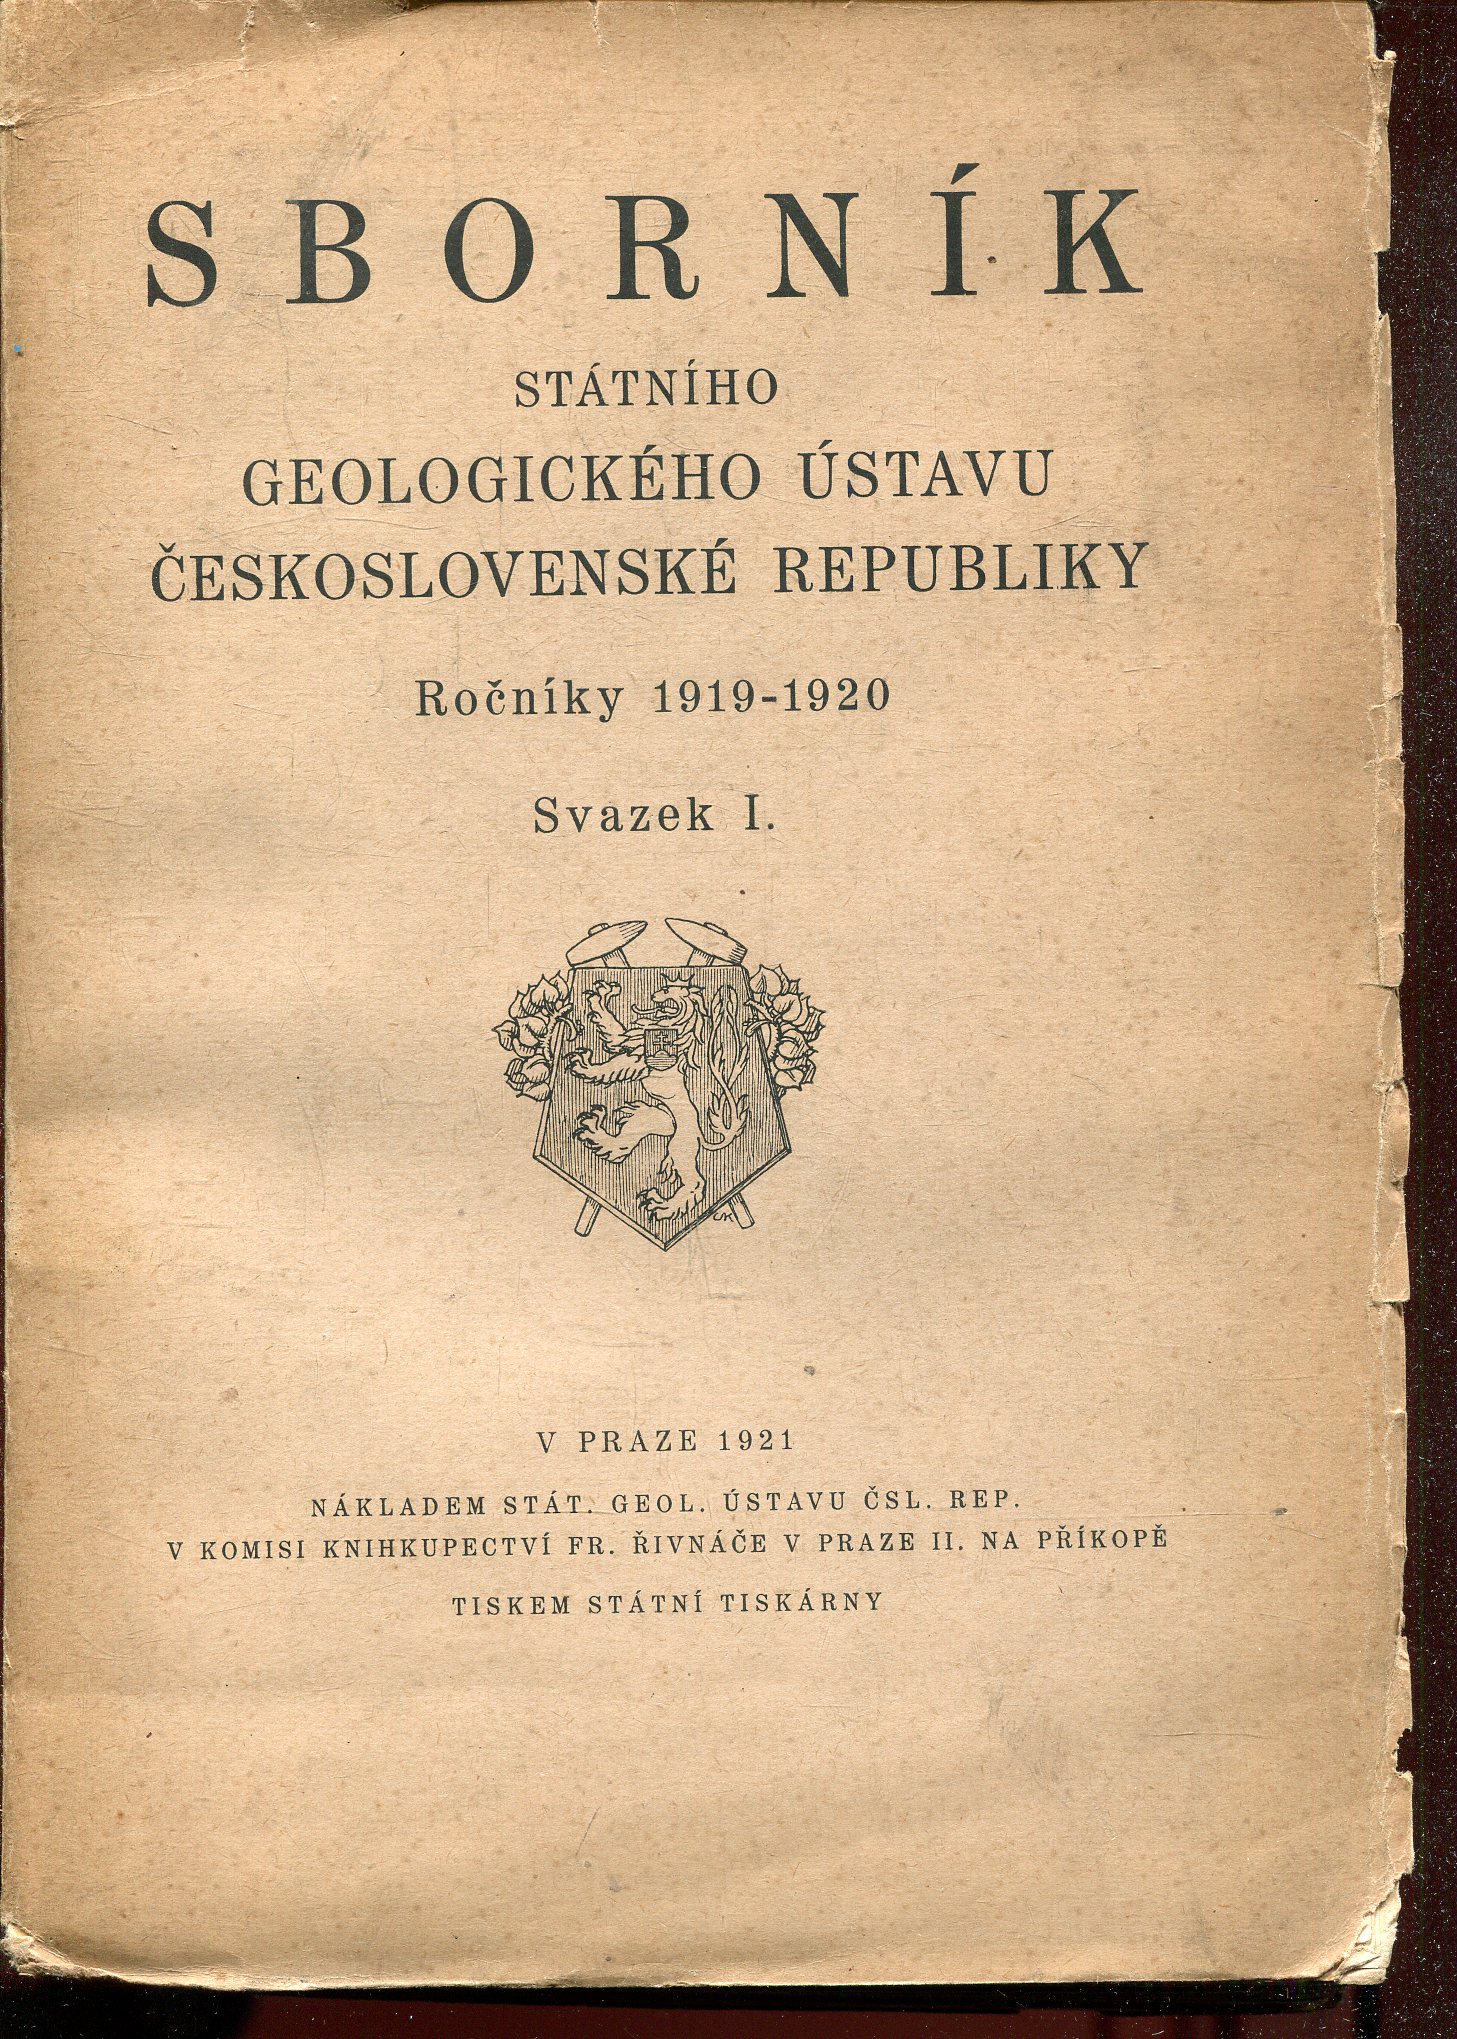 SBORNÍK
STÁTNÍHO
GEOLOGICKÉHO ÚSTAVU
ČESKOSLOVENSKÉ REPUBLIKY
Ročníky 1919-1920
Svazek I.
V PRAZE 1921
NÁKLADEM STÁT. GEOL. ÚSTAVU ČSL. REP.
V KOMISI KNIHKUPECTVÍ FR. ŘIVNÁČE V PRAZE II. NA PŘÍKOPĚ
TISKEM STÁTNÍ TISKÁRNY